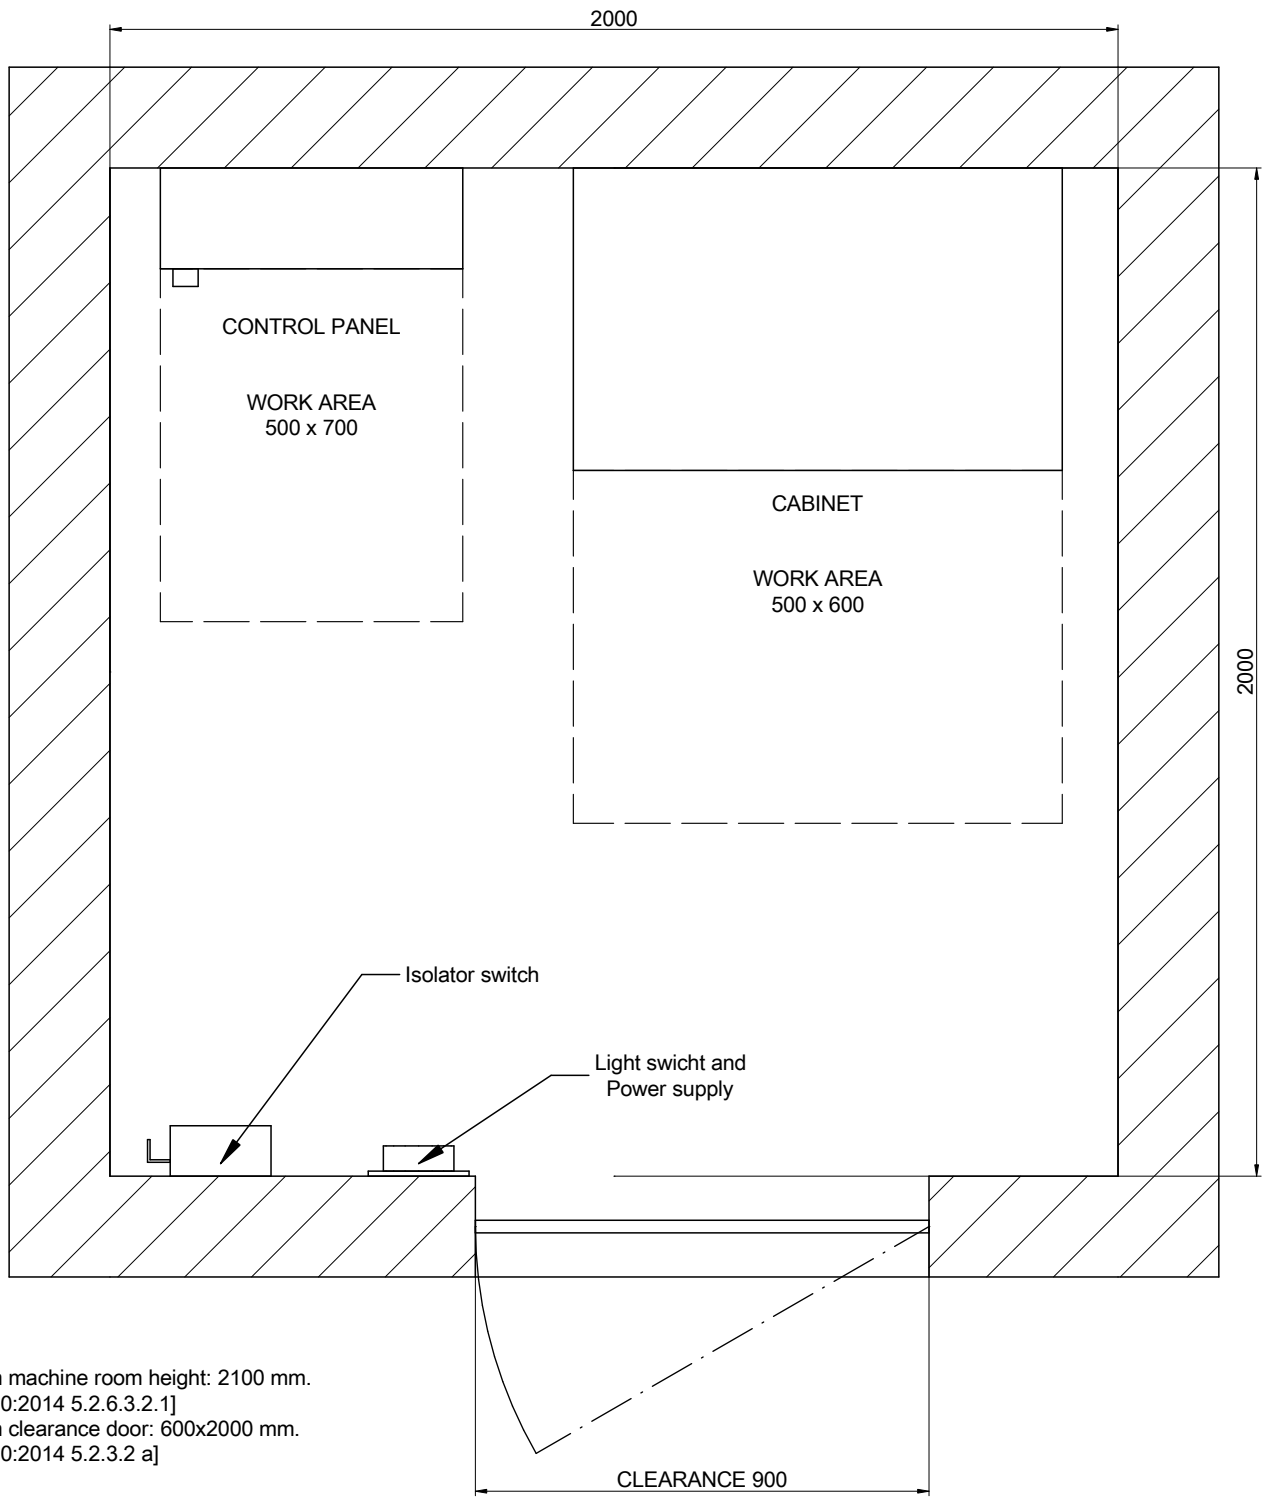 2000
CONTROL PANEL
WORK AREA
500 x 700
CABINET
WORK AREA
500 x 600
2000
Isolator switch
Light swicht and
Power supply
machine room height: 2100 mm.
0:2014 5.2.6.3.2.1]
clearance door: 600x2000 mm.
0:2014 5.2.3.2 a]
CLEARANCE 900